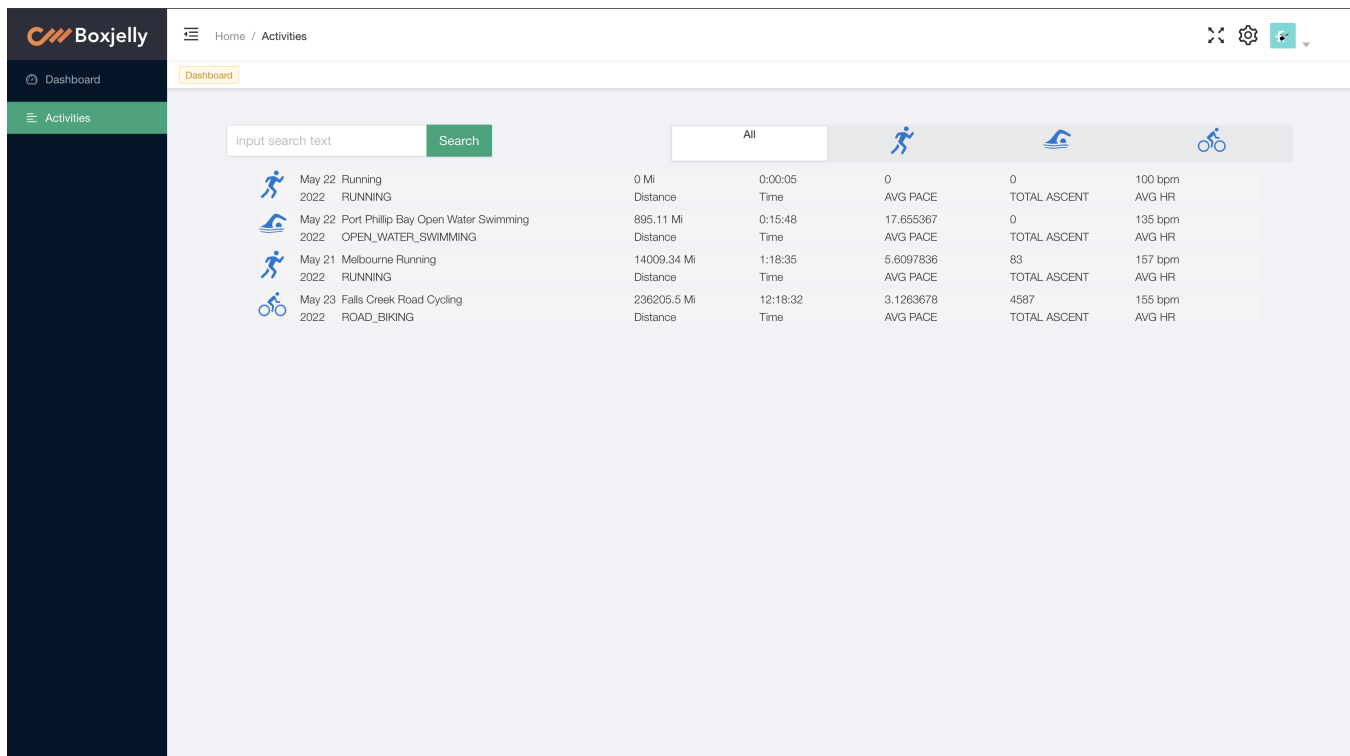 Boxjelly
Home / Activities
Dashboard
Dashboard
Activities
input search text Search All
May 22 Running 0 Mi 0:00:05 0 0 100 bpm
2022 RUNNING Distance Time AVG PACE TOTAL ASCENT AVG HR
May 22 Port Phillip Bay Open Water Swimming 895.11 Mi 0:15:48 17.655367 0 135 bpm
2022 OPEN_WATER_SWIMMING Distance Time AVG PACE TOTAL ASCENT AVG HR
May 21 Melbourne Running 14009.34 Mi 1:18:35 5.6097836 83 157 bpm
2022 RUNNING Distance Time AVG PACE TOTAL ASCENT AVG HR
May 23 Falls Creek Road Cycling 236205.5 Mi 12:18:32 3.1263678 4587 155 bpm
2022 ROAD_BIKING Distance Time AVG PACE TOTAL ASCENT AVG HR